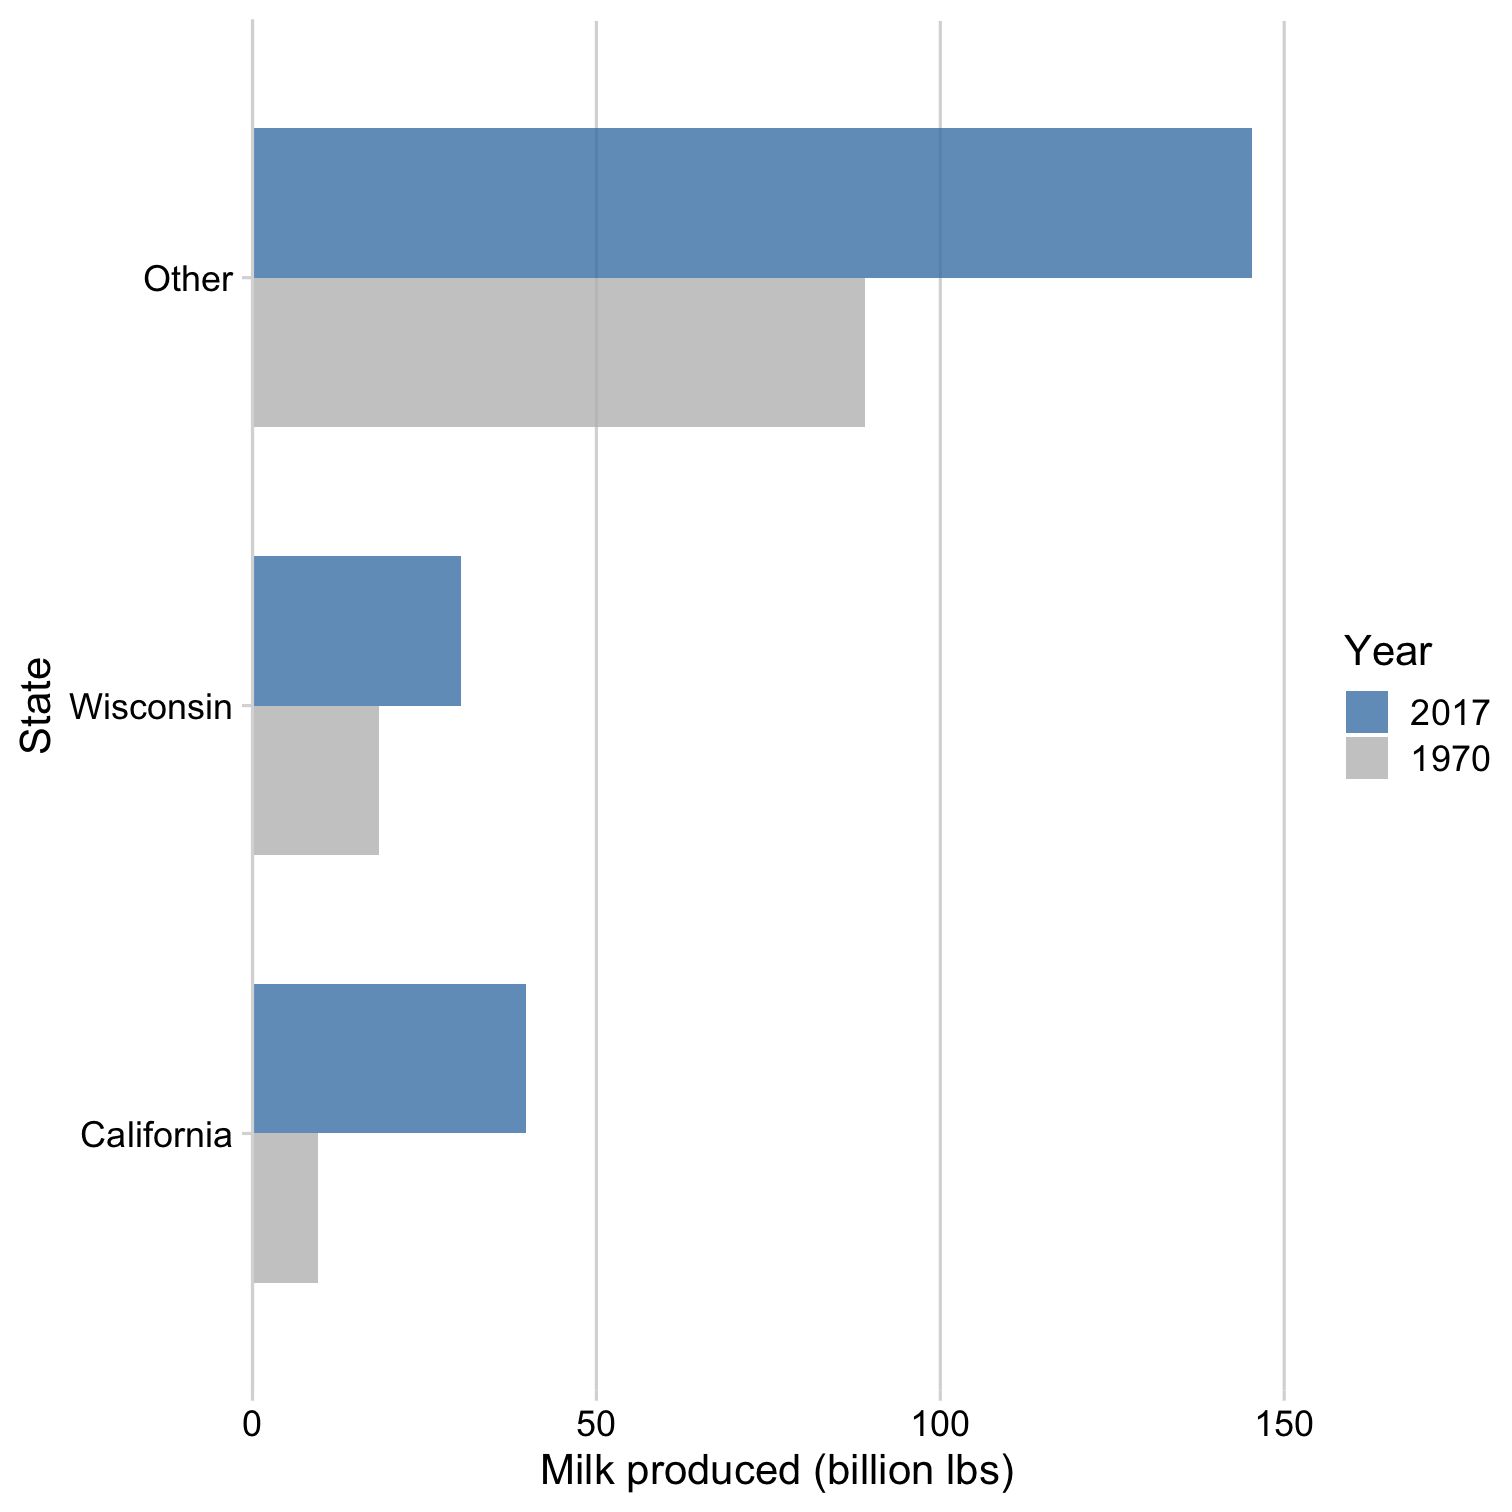 Other
Wisconsin
California
State
0 50 100 150
Milk produced (billion lbs)
Year
2017
1970